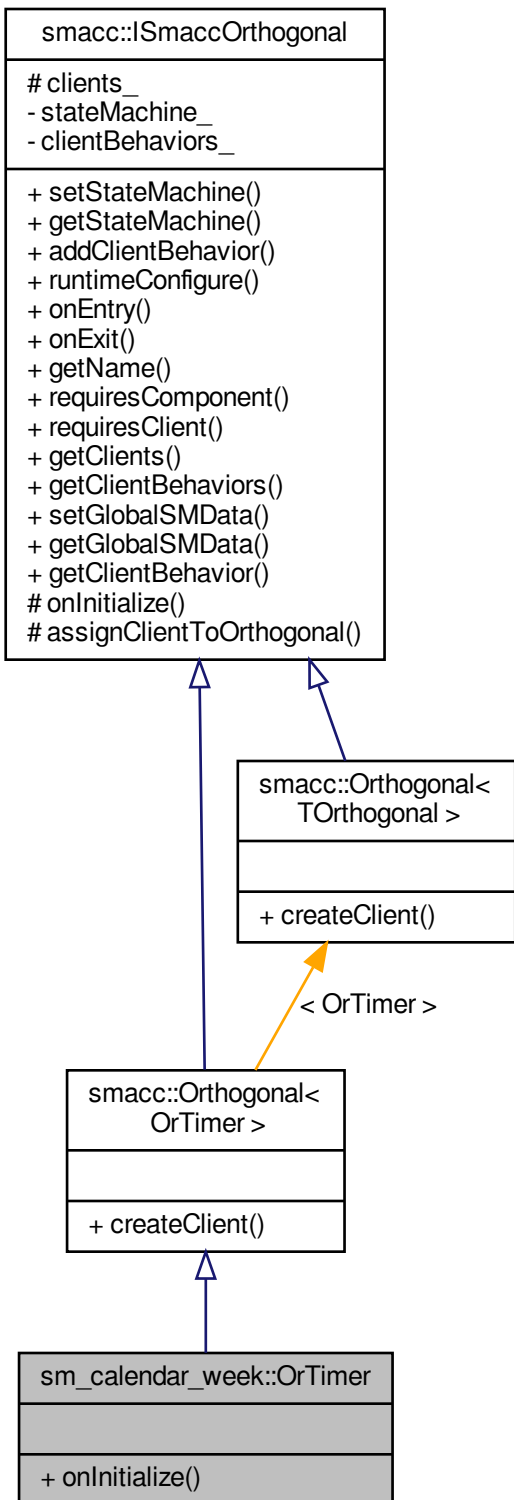 smacc::ISmaccOrthogonal
# clients_
- stateMachine_
- clientBehaviors_
+ setStateMachine()
+ getStateMachine()
+ addClientBehavior()
+ runtimeConfigure()
+ onEntry()
+ onExit()
+ getName()
+ requiresComponent()
+ requiresClient()
+ getClients()
+ getClientBehaviors()
+ setGlobalSMData()
+ getGlobalSMData()
+ getClientBehavior()
# onInitialize()
# assignClientToOrthogonal()
smacc::Orthogonal<
TOrthogonal >
+ createClient()
< OrTimer >
smacc::Orthogonal<
OrTimer >
+ createClient()
sm_calendar_week::OrTimer
+ onInitialize()